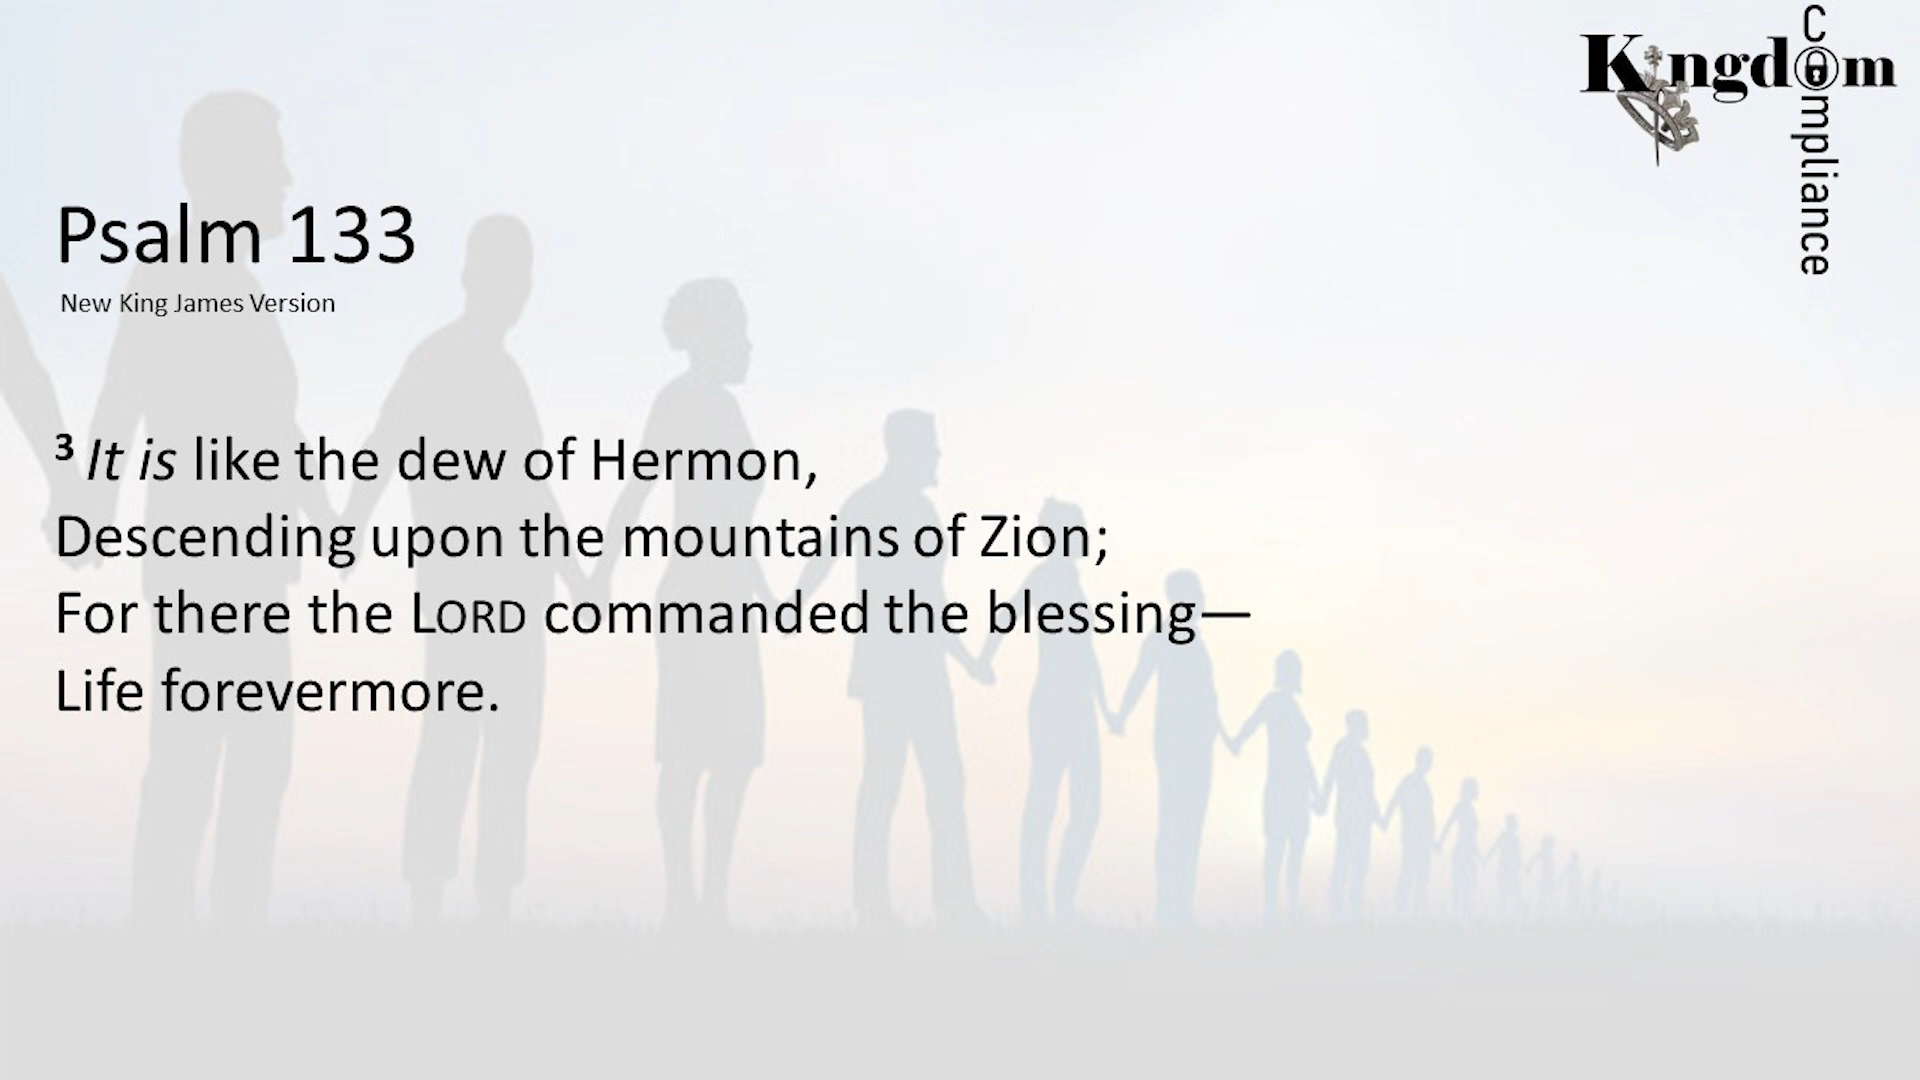 Kingdom
Compliance
Psalm 133
New King James Version
3 It is like the dew of Hermon,
Descending upon the mountains of Zion;
For there the LORD commanded the blessing—
Life forevermore.